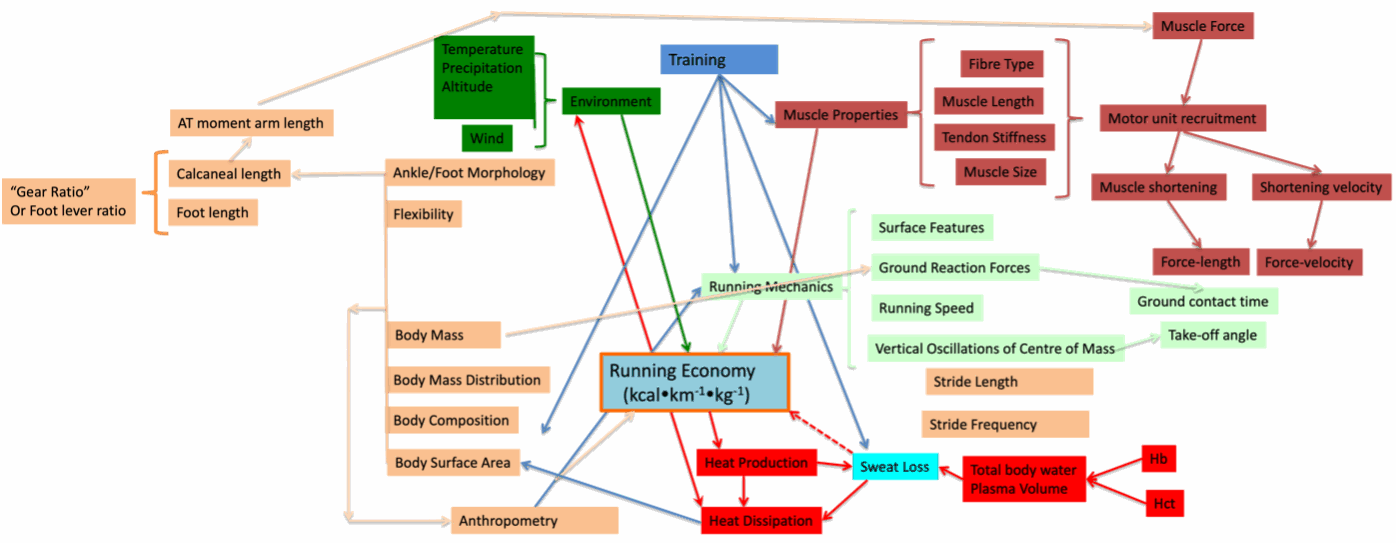 Muscle Force
Temperature
Precipitation
Altitude
Training
Fibre Type
Environment
Muscle Length
Muscle Properties
Motor unit recruitment
AT moment arm length
Wind
Tendon Stiffness
Calcaneal length
Ankle/Foot Morphology
Muscle Size
"Gear Ratio"
Or Foot lever ratio
Muscle shortening
Shortening velocity
Foot length
Flexibility
Surface Features
Force-length
Force-velocity
Ground Reaction Forces
Running Mechanics
Ground contact time
Running Speed
Body Mass
Take-off angle
Vertical Oscillations of Centre of Mass
Running Economy
(kcal•km-1•kg-1)
Body Mass Distribution
Stride Length
Body Composition
Stride Frequency
Body Surface Area
Heat Production
Sweat Loss
Total body water
Plasma Volume
Hb
Hct
Anthropometry
Heat Dissipation